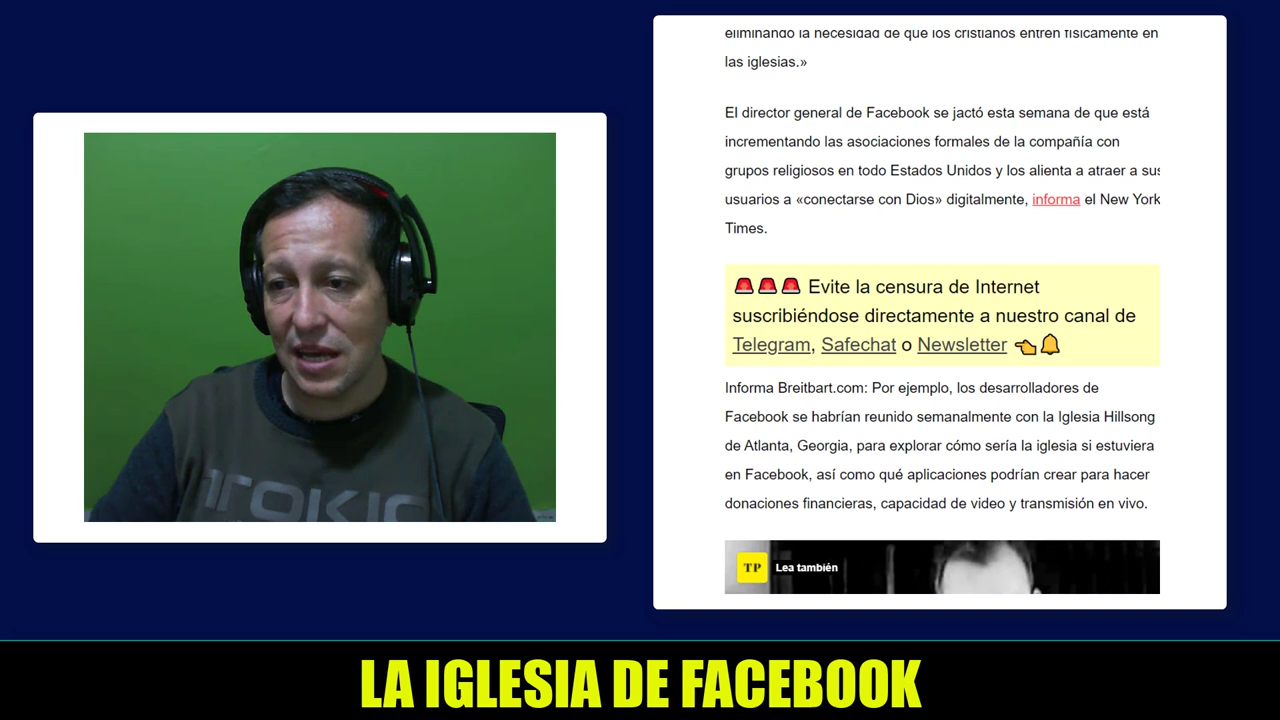 eliminando la necesidad de que los cristianos entren físicamente en
las iglesias.»
El director general de Facebook se jactó esta semana de que está
incrementando las asociaciones formales de la compañía con
grupos religiosos en todo Estados Unidos y los alienta a atraer a sus
usuarios a «conectarse con Dios» digitalmente, informa el New York
Times.
🚨🚨🚨 Evite la censura de Internet
suscribiéndose directamente a nuestro canal de
Telegram, Safechat o Newsletter 👈🔔
Informa Breitbart.com: Por ejemplo, los desarrolladores de
Facebook se habrían reunido semanalmente con la Iglesia Hillsong
de Atlanta, Georgia, para explorar cómo sería la iglesia si estuviera
en Facebook, así como qué aplicaciones podrían crear para hacer
donaciones financieras, capacidad de video y transmisión en vivo.
TP Lea también
LA IGLESIA DE FACEBOOK